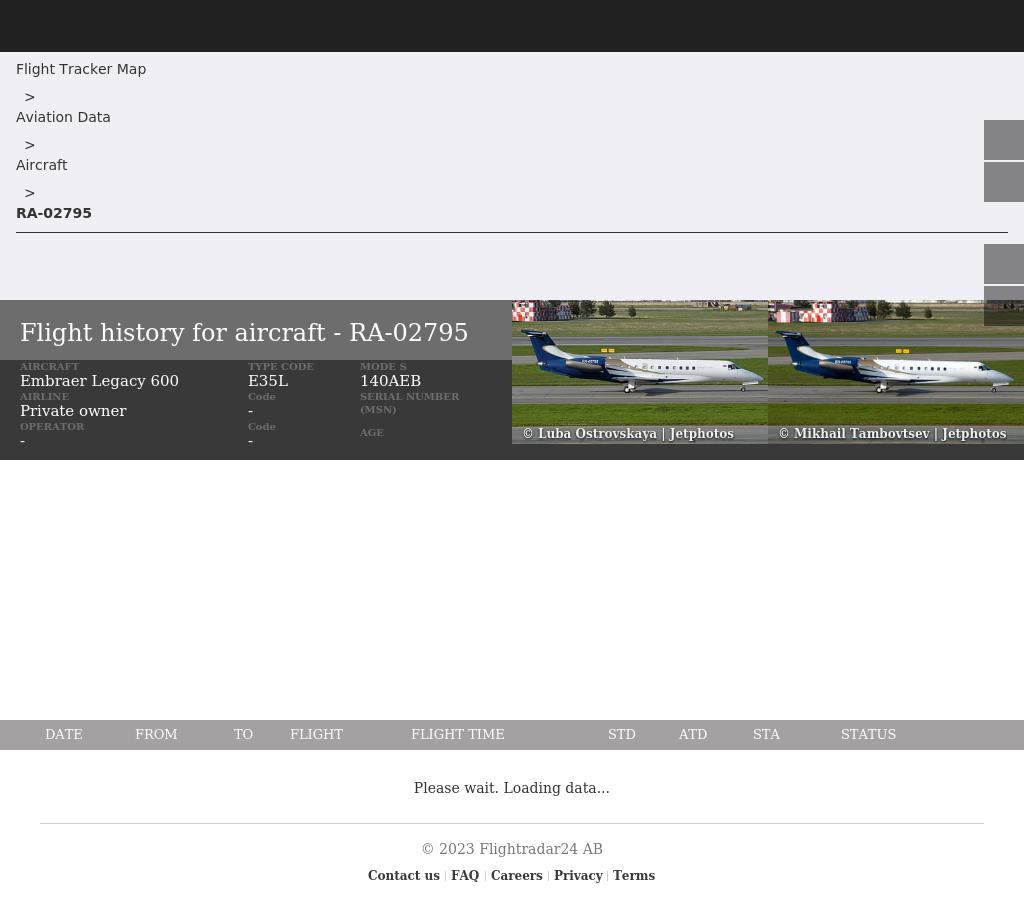 Flight Tracker Map
>
Aviation Data
>
Aircraft
>
RA-02795
Flight history for aircraft - RA-02795
AIRCRAFT
Embraer Legacy 600
AIRLINE
Private owner
OPERATOR
-
TYPE CODE
E35L
Code
-
Code
-
MODE S
140AEB
SERIAL NUMBER
(MSN)
AGE
© Luba Ostrovskaya | Jetphotos
© Mikhail Tambovtsev | Jetphotos
DATE FROM TO FLIGHT FLIGHT TIME STD ATD STA STATUS
Please wait. Loading data...
© 2023 Flightradar24 AB
Contact us | FAQ | Careers | Privacy | Terms